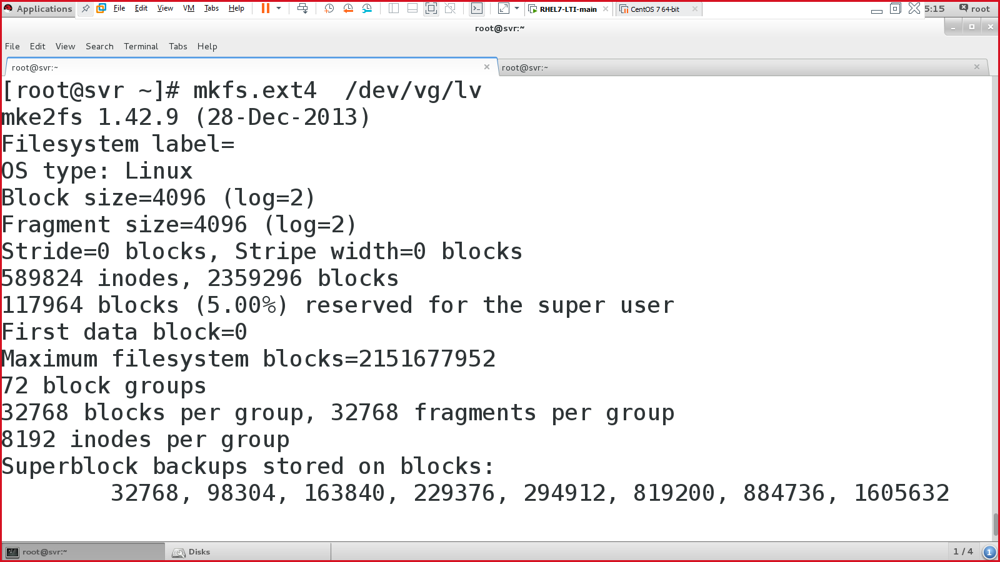 Applications File Edit View VM Tabs Help RHEL7-LTI-main CentOS 7 64-bit 5:15 root
root@svr:~
File Edit View Search Terminal Tabs Help
root@svr:~ root@svr:~
[root@svr ~]# mkfs.ext4  /dev/vg/lv
mke2fs 1.42.9 (28-Dec-2013)
Filesystem label=
OS type: Linux
Block size=4096 (log=2)
Fragment size=4096 (log=2)
Stride=0 blocks, Stripe width=0 blocks
589824 inodes, 2359296 blocks
117964 blocks (5.00%) reserved for the super user
First data block=0
Maximum filesystem blocks=2151677952
72 block groups
32768 blocks per group, 32768 fragments per group
8192 inodes per group
Superblock backups stored on blocks:
        32768, 98304, 163840, 229376, 294912, 819200, 884736, 1605632
root@svr:~ Disks 1 / 4 1